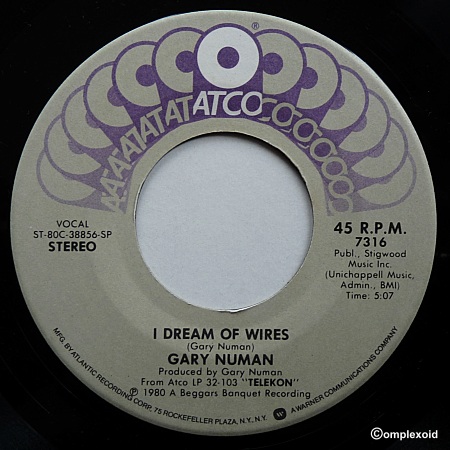 ®
ATCO
VOCAL
ST-80C-38856-SP
STEREO
45 R.P.M.
7316
Publ., Stigwood
Music Inc.
(Unichappell Music,
Admin., BMI)
Time: 5:07
I DREAM OF WIRES
(Gary Numan)
GARY NUMAN
Produced by Gary Numan
From Atco LP 32-103 "TELEKON"
℗ 1980 A Beggars Banquet Recording
MFG. BY ATLANTIC RECORDING CORP., 75 ROCKEFELLER PLAZA, N.Y., N.Y. A WARNER COMMUNICATIONS COMPANY
©omplexoid